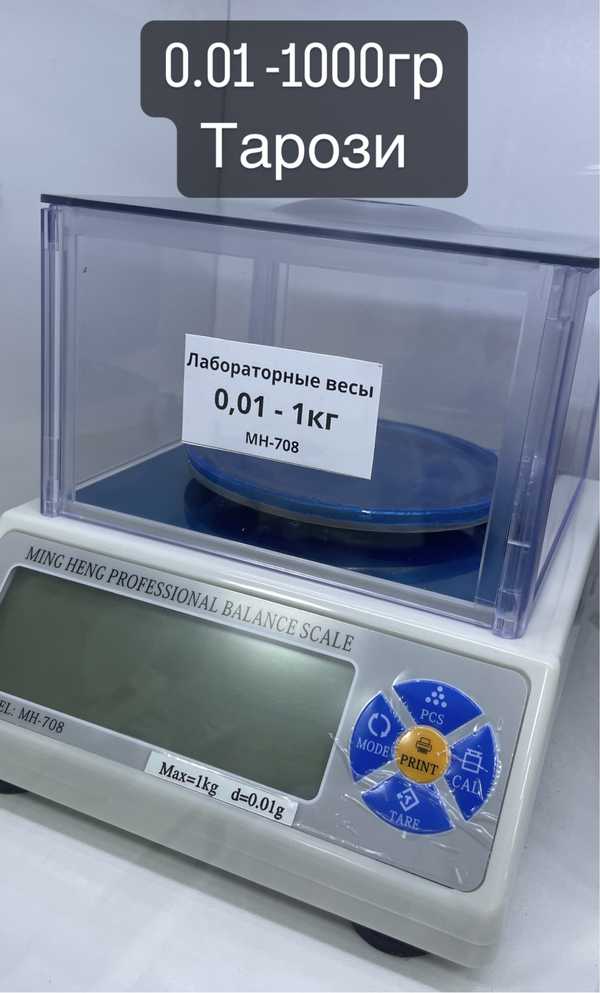 0.01 -1000гр
Тарози
Лабораторные весы
0,01 - 1кг
МН-708
MING HENG PROFESSIONAL BALANCE SCALE
MH-708
Max=1kg d=0.01g
PCS
MODE
PRINT
CAL
TARE